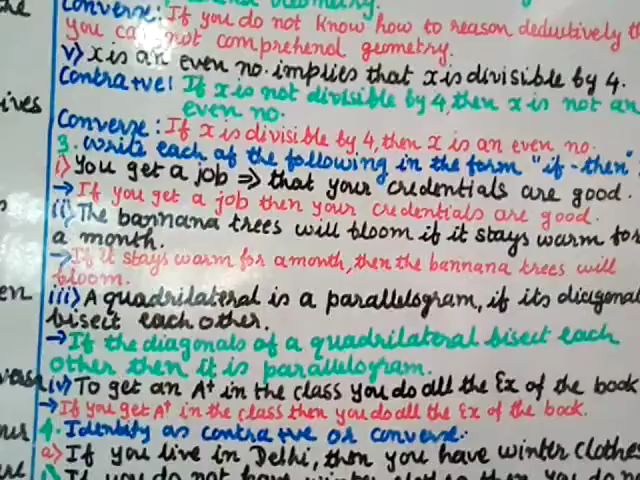 the Converse: If you do not know how to reason deductively
you can not comprehend geometry.
v) x is an even no. implies that x is divisible by 4.
Contra+ve: If x is not divisible by 4, then x is not an
even no.
Converse: If x is divisible by 4, then x is an even no.
3. Write each of the following in the form "if-then".
i) You get a job => that your credentials are good.
→ If you get a job then your credentials are good.
ii) The bannana trees will bloom if it stays warm for
a month.
→ If it stays warm for a month, then the bannana trees will
bloom.
iii) A quadrilateral is a parallelogram, if its diagonal
bisect each other.
→ If the diagonals of a quadrilateral bisect each
other then it is parallelogram.
iv) To get an A+ in the class you do all the Ex of the book
→ If you get A+ in the class then you do all the Ex of the book.
4. Identify as contra+ve or converse:
a) If you live in Delhi, then you have winter clothes